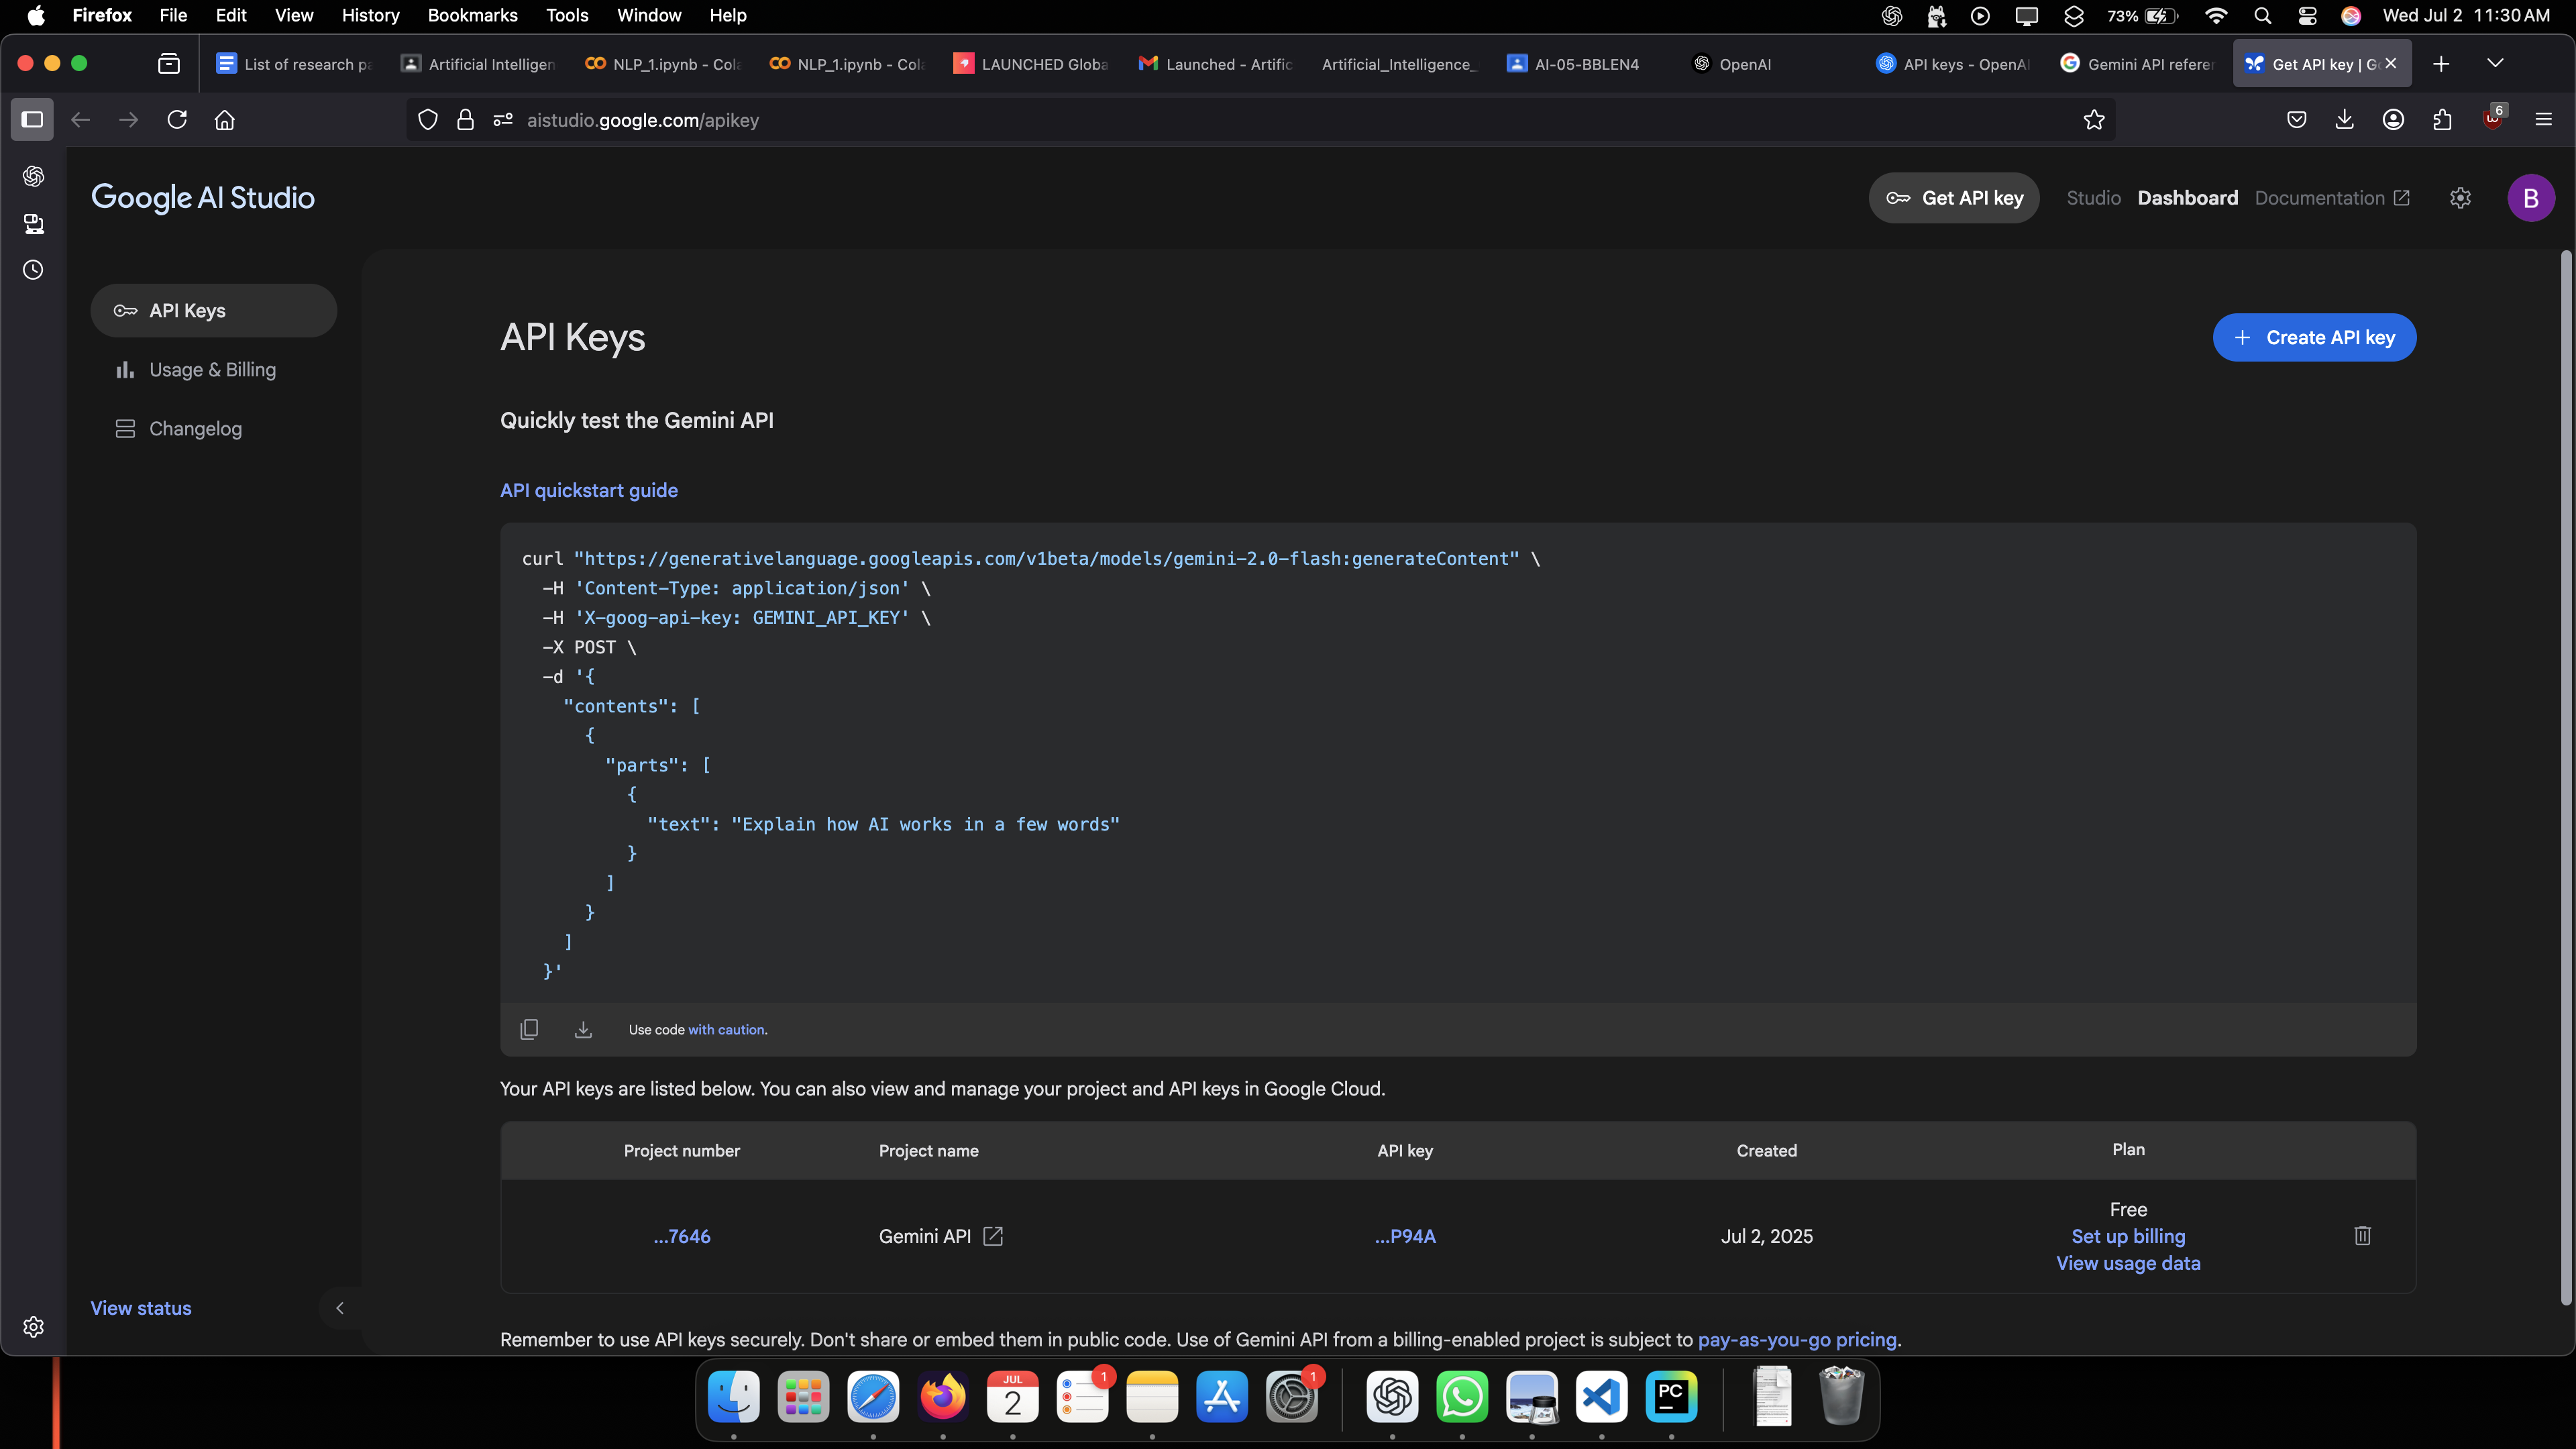 Firefox File Edit View History Bookmarks Tools Window Help 73% Wed Jul 2 11:30 AM
List of research pa Artificial Intelligen NLP_1.ipynb - Cola NLP_1.ipynb - Cola LAUNCHED Globa Launched - Artific Artificial_Intelligence_ AI-05-BBLEN4 OpenAI API keys - OpenAI Gemini API referen Get API key | Go
aistudio.google.com/apikey 6
Google AI Studio Get API key Studio Dashboard Documentation B
API Keys
Usage & Billing
Changelog
API Keys Create API key
Quickly test the Gemini API
API quickstart guide
curl "https://generativelanguage.googleapis.com/v1beta/models/gemini-2.0-flash:generateContent" \
-H 'Content-Type: application/json' \
-H 'X-goog-api-key: GEMINI_API_KEY' \
-X POST \
-d '{
"contents": [
{
"parts": [
{
"text": "Explain how AI works in a few words"
}
]
}
]
}'
Use code with caution.
Your API keys are listed below. You can also view and manage your project and API keys in Google Cloud.
Project number Project name API key Created Plan
...7646 Gemini API ...P94A Jul 2, 2025 Free
Set up billing
View usage data
View status
Remember to use API keys securely. Don't share or embed them in public code. Use of Gemini API from a billing-enabled project is subject to pay-as-you-go pricing.
JUL 2 1 1 PC